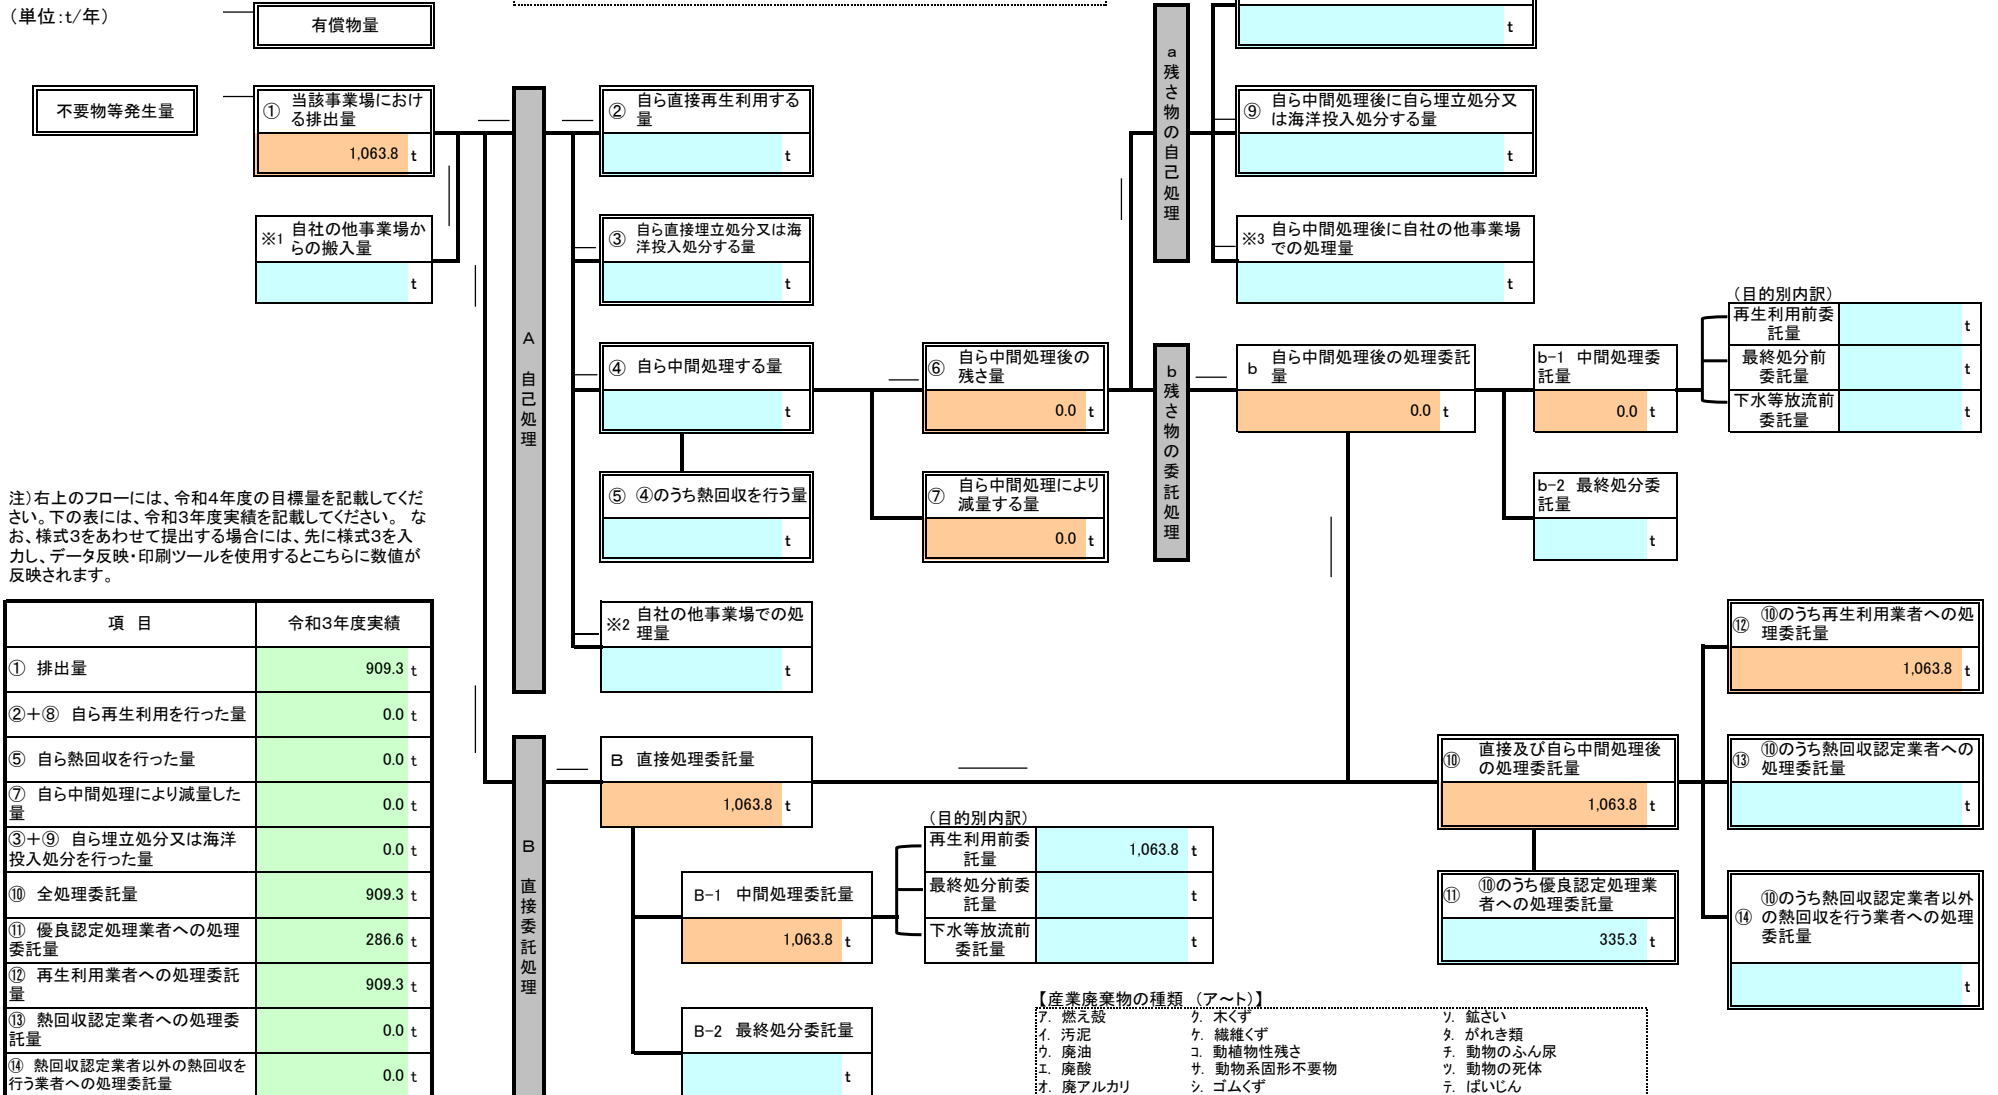 (単位:t/年)
有償物量
t
不要物等発生量
① 当該事業場におけ
る排出量
1,063.8 t
※1 自社の他事業場か
らの搬入量
t
A 自己処理
② 自ら直接再生利用する
量
t
③ 自ら直接埋立処分又は海
洋投入処分する量
t
④ 自ら中間処理する量
t
⑤ ④のうち熱回収を行う量
t
※2 自社の他事業場での処
理量
t
⑥ 自ら中間処理後の
残さ量
0.0 t
⑦ 自ら中間処理により
減量する量
0.0 t
a 残さ物の自己処理
⑨ 自ら中間処理後に自ら埋立処分又
は海洋投入処分する量
t
※3 自ら中間処理後に自社の他事業場
での処理量
t
b 残さ物の委託処理
b 自ら中間処理後の処理委託
量
0.0 t
b-1 中間処理委
託量
0.0 t
b-2 最終処分委
託量
t
(目的別内訳)
再生利用前委
託量
t
最終処分前
委託量
t
下水等放流前
委託量
t
注)右上のフローには、令和4年度の目標量を記載してくだ
さい。下の表には、令和3年度実績を記載してください。 な
お、様式3をあわせて提出する場合には、先に様式3を入
力し、データ反映・印刷ツールを使用するとこちらに数値が
反映されます。
項 目 令和3年度実績
① 排出量 909.3 t
②+⑧ 自ら再生利用を行った量 0.0 t
⑤ 自ら熱回収を行った量 0.0 t
⑦ 自ら中間処理により減量した
量 0.0 t
③+⑨ 自ら埋立処分又は海洋
投入処分を行った量 0.0 t
⑩ 全処理委託量 909.3 t
⑪ 優良認定処理業者への処理
委託量 286.6 t
⑫ 再生利用業者への処理委託
量 909.3 t
⑬ 熱回収認定業者への処理委
託量 0.0 t
⑭ 熱回収認定業者以外の熱回収を
行う業者への処理委託量 0.0 t
B 直接委託処理
B 直接処理委託量
1,063.8 t
B-1 中間処理委託量
1,063.8 t
B-2 最終処分委託量
t
(目的別内訳)
再生利用前委
託量
1,063.8 t
最終処分前委
託量
t
下水等放流前
委託量
t
⑩ 直接及び自ら中間処理後
の処理委託量
1,063.8 t
⑪ ⑩のうち優良認定処理業
者への処理委託量
335.3 t
⑫ ⑩のうち再生利用業者への処
理委託量
1,063.8 t
⑬ ⑩のうち熱回収認定業者への
処理委託量
t
⑭ ⑩のうち熱回収認定業者以外
の熱回収を行う業者への処理
委託量
t
【産業廃棄物の種類 (ア～ト)】
ア. 燃え殻 ク. 木くず ソ. 鉱さい
イ. 汚泥 ケ. 繊維くず タ. がれき類
ウ. 廃油 コ. 動植物性残さ チ. 動物のふん尿
エ. 廃酸 サ. 動物系固形不要物 ツ. 動物の死体
オ. 廃アルカリ シ. ゴムくず テ. ばいじん